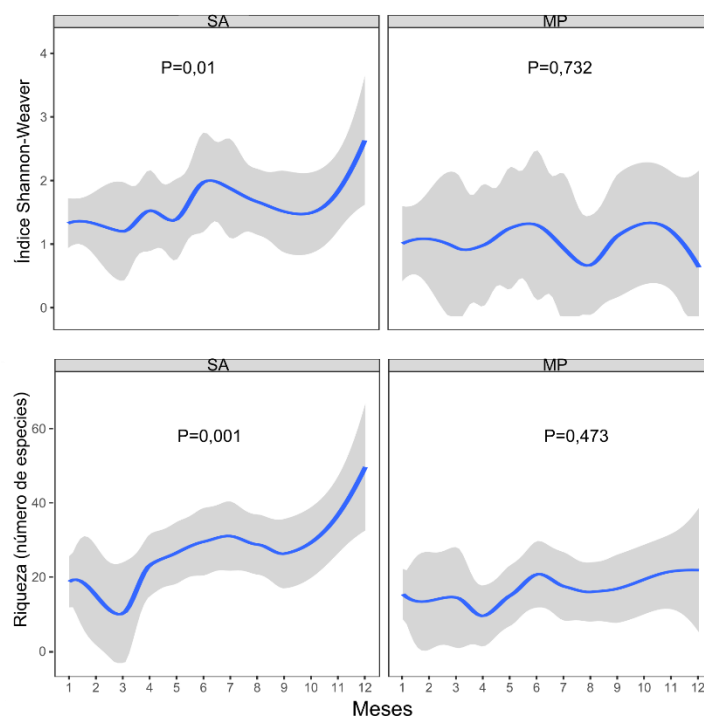 SA
MP
Índice Shannon-Weaver
4
3
2
1
0
P=0,01
P=0,732
SA
MP
Riqueza (número de especies)
60
40
20
0
P=0,001
P=0,473
1 2 3 4 5 6 7 8 9 10 11 12
1 2 3 4 5 6 7 8 9 10 11 12
Meses